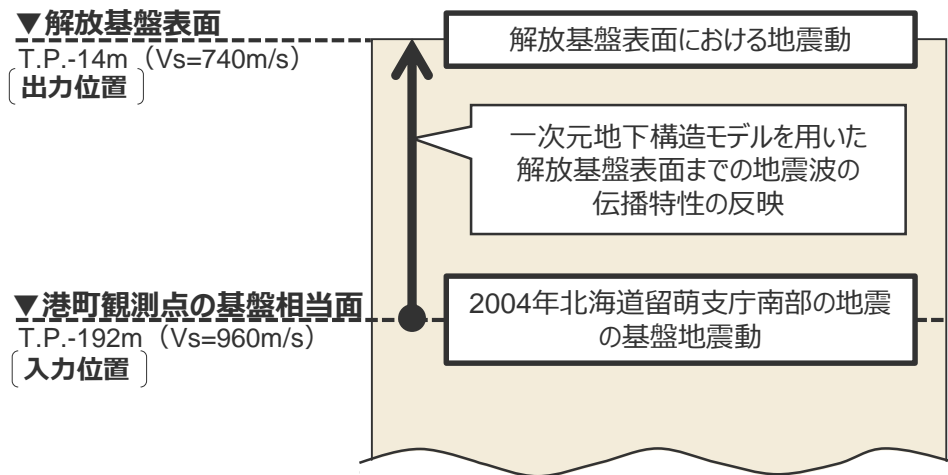 ▼解放基盤表面
T.P.-14m（Vs=740m/s）
〔出力位置〕
解放基盤表面における地震動
一次元地下構造モデルを用いた
解放基盤表面までの地震波の
伝播特性の反映
▼港町観測点の基盤相当面
T.P.-192m（Vs=960m/s）
〔入力位置〕
2004年北海道留萌支庁南部の地震
の基盤地震動